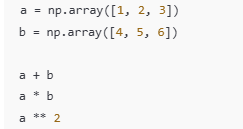 a = np.array([1, 2, 3])
b = np.array([4, 5, 6])
a + b
a * b
a ** 2